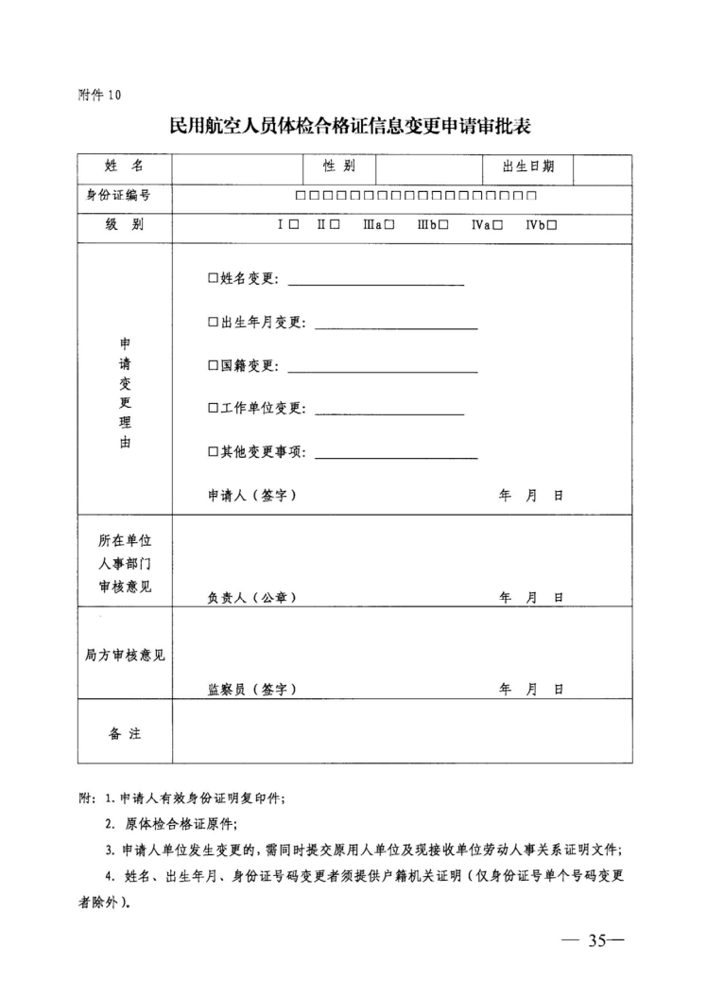 附件 10
民用航空人员体检合格证信息变更申请审批表
姓 名 性 别 出生日期
身份证编号 □□□□□□□□□□□□□□□□□□
级 别 I□ II□ IIIa□ IIIb□ IVa□ IVb□
申请变更理由
□姓名变更:
□出生年月变更:
□国籍变更:
□工作单位变更:
□其他变更事项:
申请人（签字） 年 月 日
所在单位
人事部门
审核意见
负责人（公章） 年 月 日
局方审核意见
监察员（签字） 年 月 日
备 注
附: 1. 申请人有效身份证明复印件;
2. 原体检合格证原件;
3. 申请人单位发生变更的,需同时提交原用人单位及现接收单位劳动人事关系证明文件;
4. 姓名、出生年月、身份证号码变更者须提供户籍机关证明（仅身份证号单个号码变更
者除外）。
— 35—